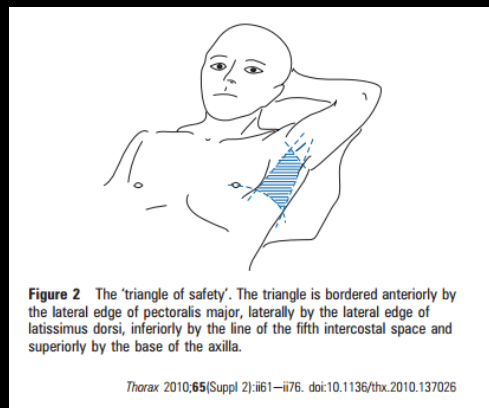 Figure 2 The 'triangle of safety'. The triangle is bordered anteriorly by
the lateral edge of pectoralis major, laterally by the lateral edge of
latissimus dorsi, inferiorly by the line of the fifth intercostal space and
superiorly by the base of the axilla.
Thorax 2010;65(Suppl 2):ii61—ii76. doi:10.1136/thx.2010.137026